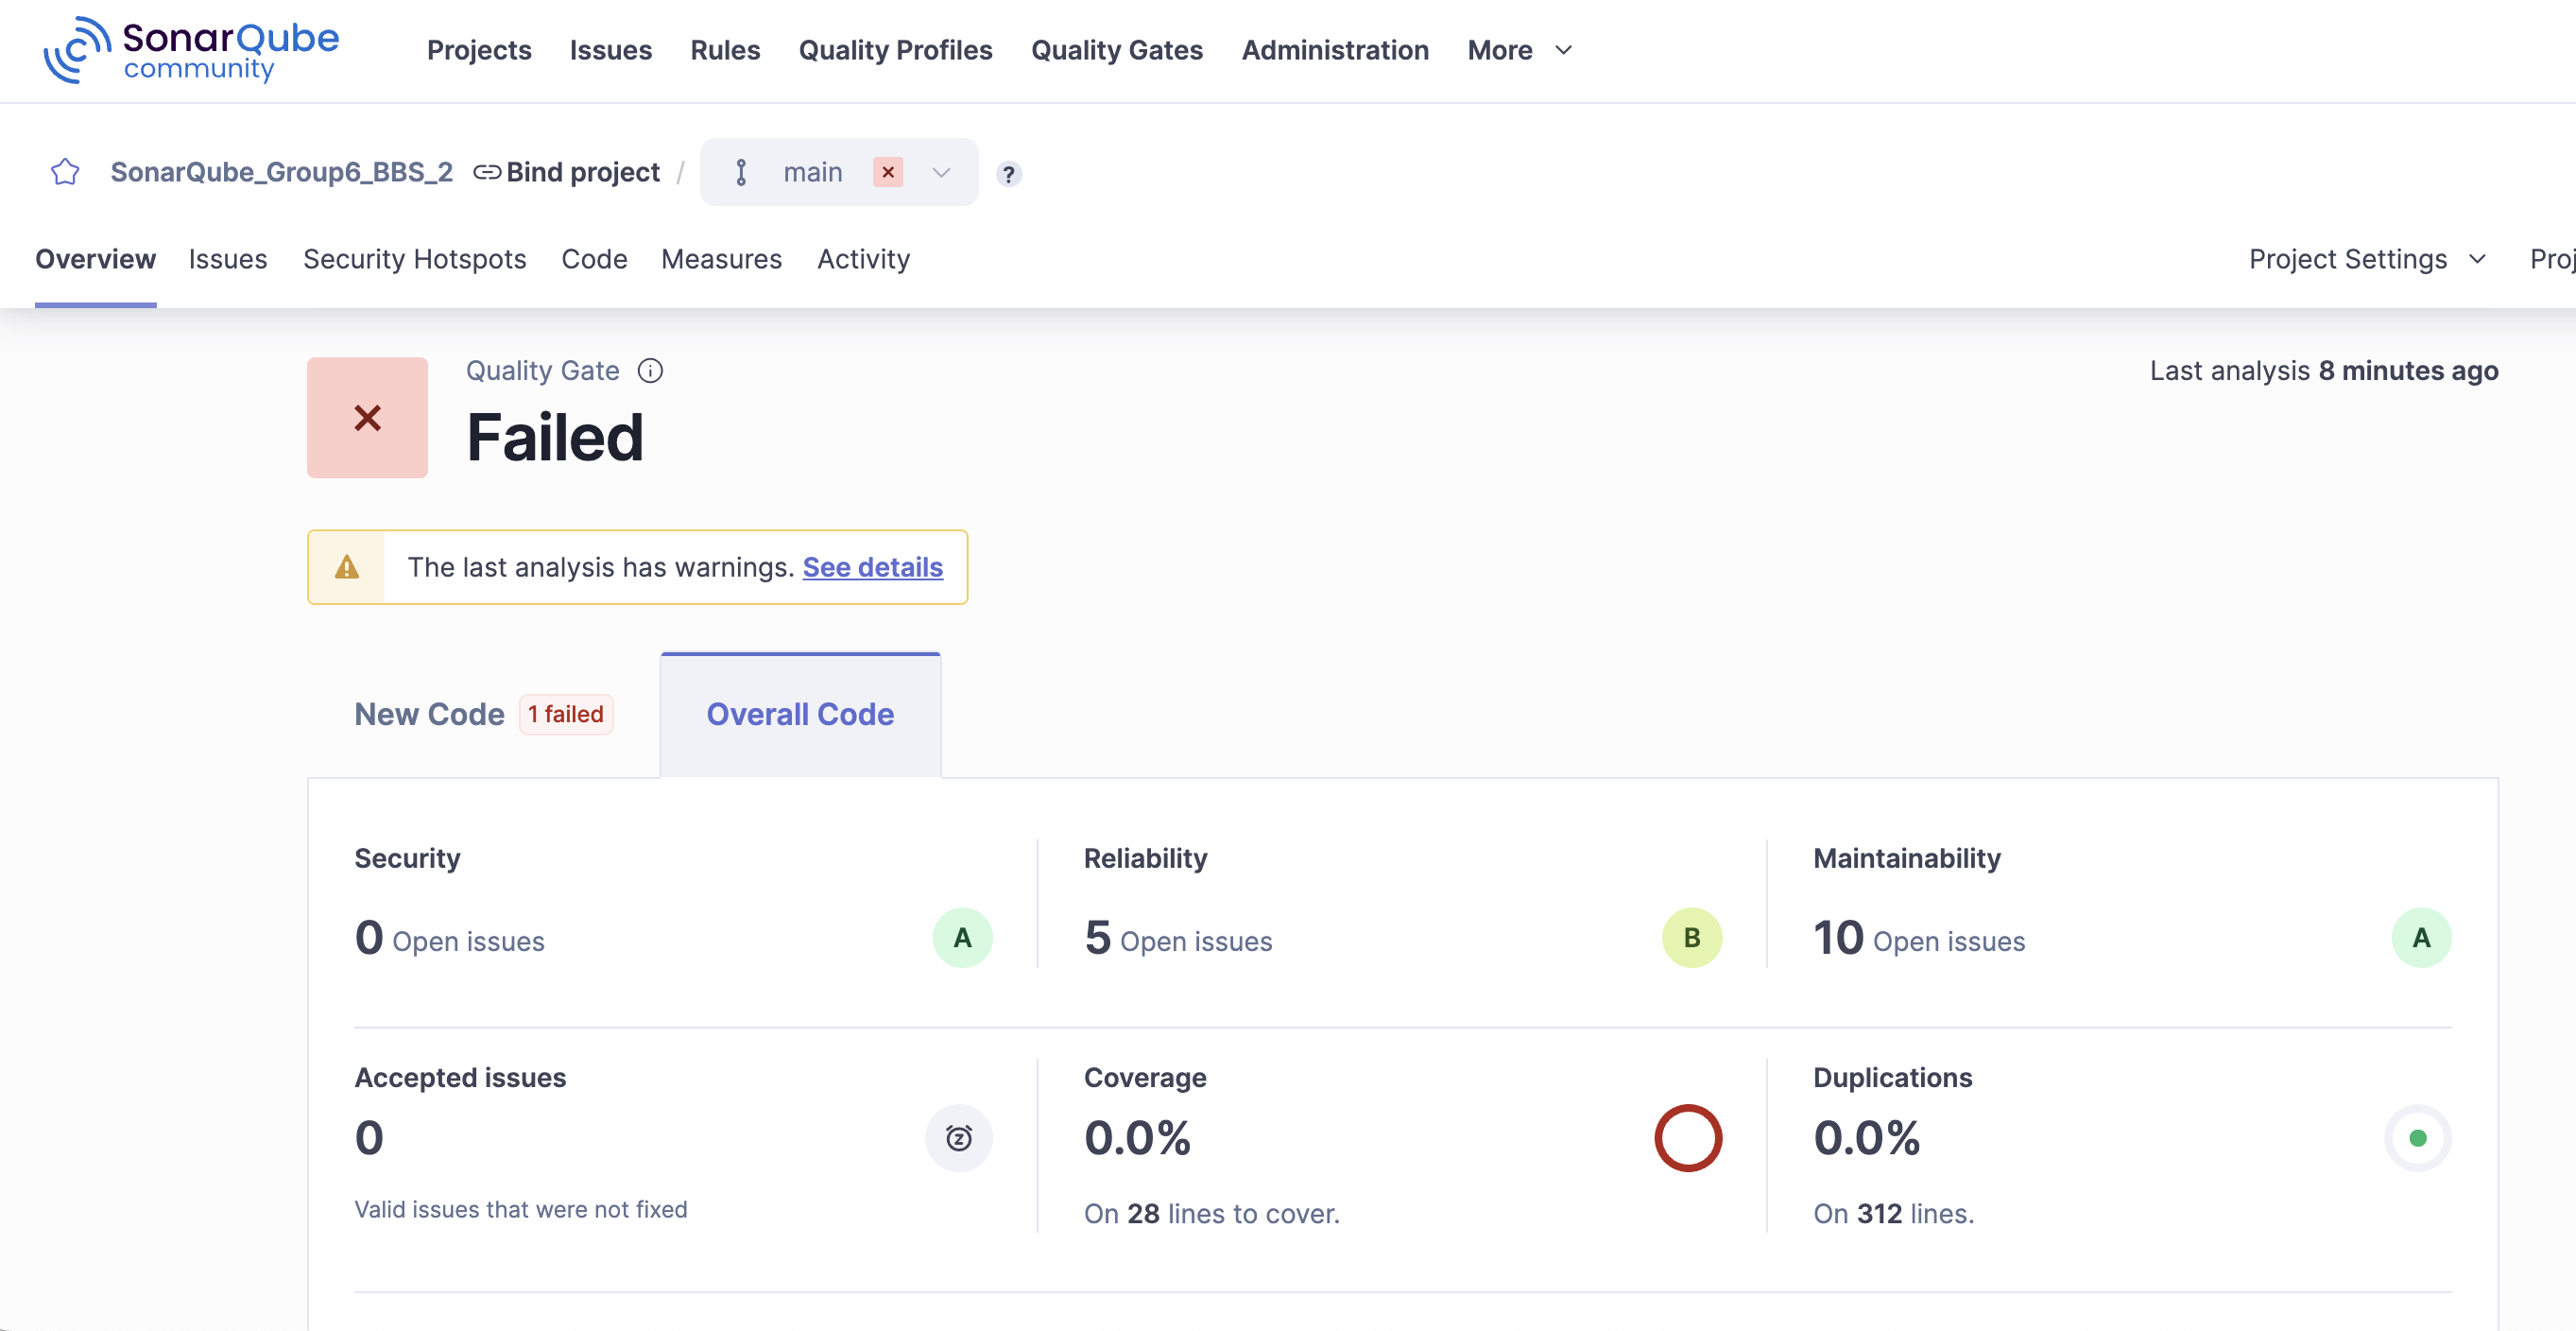 SonarQube
community
Projects Issues Rules Quality Profiles Quality Gates Administration More
SonarQube_Group6_BBS_2 Bind project / main ?
Overview Issues Security Hotspots Code Measures Activity Project Settings Proj
Quality Gate
Last analysis 8 minutes ago
Failed
The last analysis has warnings. See details
New Code 1 failed Overall Code
Security Reliability Maintainability
0 Open issues A 5 Open issues B 10 Open issues A
Accepted issues Coverage Duplications
0 0.0% 0.0%
Valid issues that were not fixed On 28 lines to cover. On 312 lines.